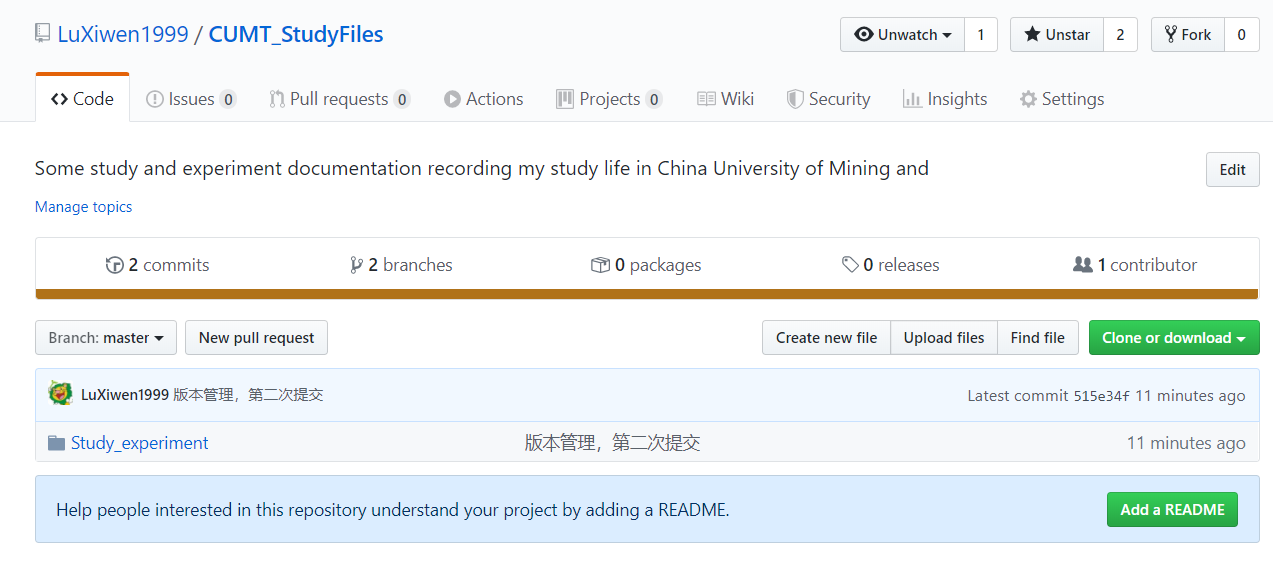 LuXiwen1999 / CUMT_StudyFiles Unwatch 1 Unstar 2 Fork 0
Code Issues 0 Pull requests 0 Actions Projects 0 Wiki Security Insights Settings
Some study and experiment documentation recording my study life in China University of Mining and Edit
Manage topics
2 commits 2 branches 0 packages 0 releases 1 contributor
Branch: master New pull request Create new file Upload files Find file Clone or download
LuXiwen1999 版本管理，第二次提交 Latest commit 515e34f 11 minutes ago
Study_experiment 版本管理，第二次提交 11 minutes ago
Help people interested in this repository understand your project by adding a README. Add a README